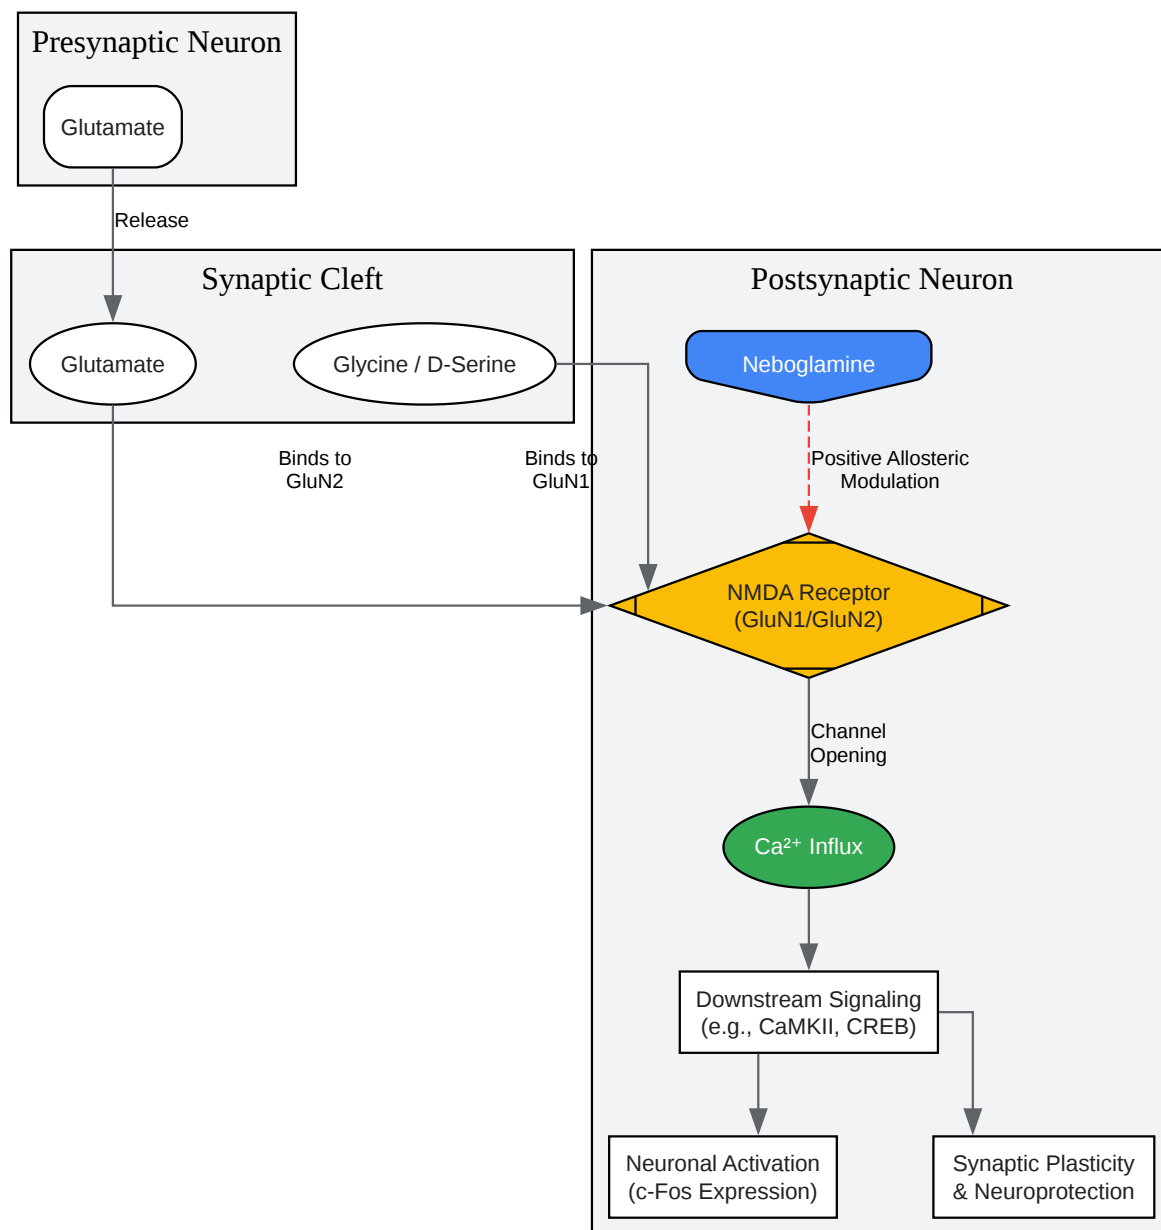 Presynaptic Neuron
Glutamate
Release
Synaptic Cleft
Glutamate
Glycine / D-Serine
Postsynaptic Neuron
Neboglamine
Binds to
GluN2
Binds to
GluN1
Positive Allosteric
Modulation
NMDA Receptor
(GluN1/GluN2)
Channel
Opening
Ca²⁺ Influx
Downstream Signaling
(e.g., CaMKII, CREB)
Neuronal Activation
(c-Fos Expression)
Synaptic Plasticity
& Neuroprotection